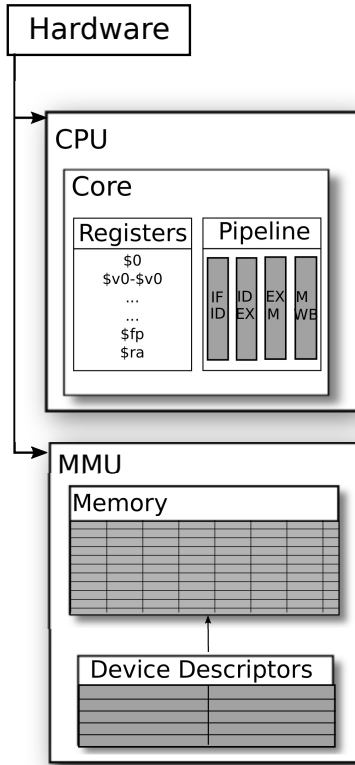 Hardware
CPU
Core
Registers
$0
$v0-$v0
...
...
$fp
$ra
Pipeline
IF
ID
ID
EX
EX
M
M
WB
MMU
Memory
Device Descriptors